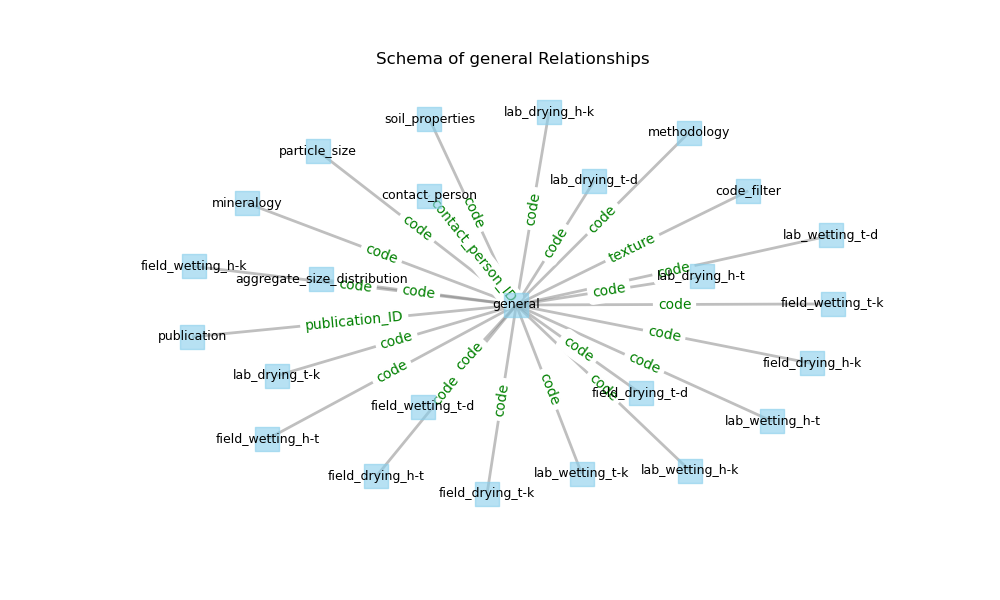 Schema of general Relationships
lab_drying_h-k
soil_properties
methodology
particle_size
lab_drying_t-d
code_filter
contact_person
mineralogy
code
code
contact_person_ID
code
code
code
lab_wetting_t-d
texture
code
code
field_wetting_h-k
code
lab_drying_h-t
aggregate_size_distribution
code
code
code
general
code
field_wetting_t-k
publication_ID
publication
code
code
code
code
code
field_drying_h-k
code
lab_drying_t-k
code
code
code
code
code
field_drying_t-d
field_wetting_t-d
lab_wetting_h-t
field_wetting_h-t
lab_wetting_h-k
lab_wetting_t-k
field_drying_h-t
field_drying_t-k